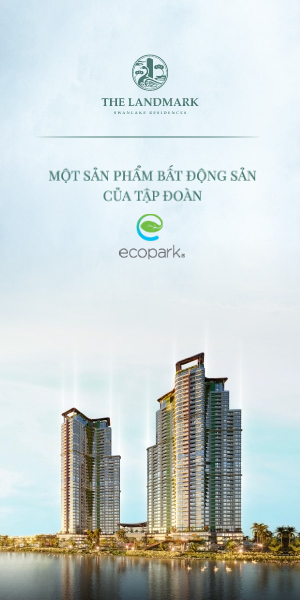 THE LANDMARK
SWANLAKE RESIDENCES
MỘT SẢN PHẨM BẤT ĐỘNG SẢN
CỦA TẬP ĐOÀN
ecopark®